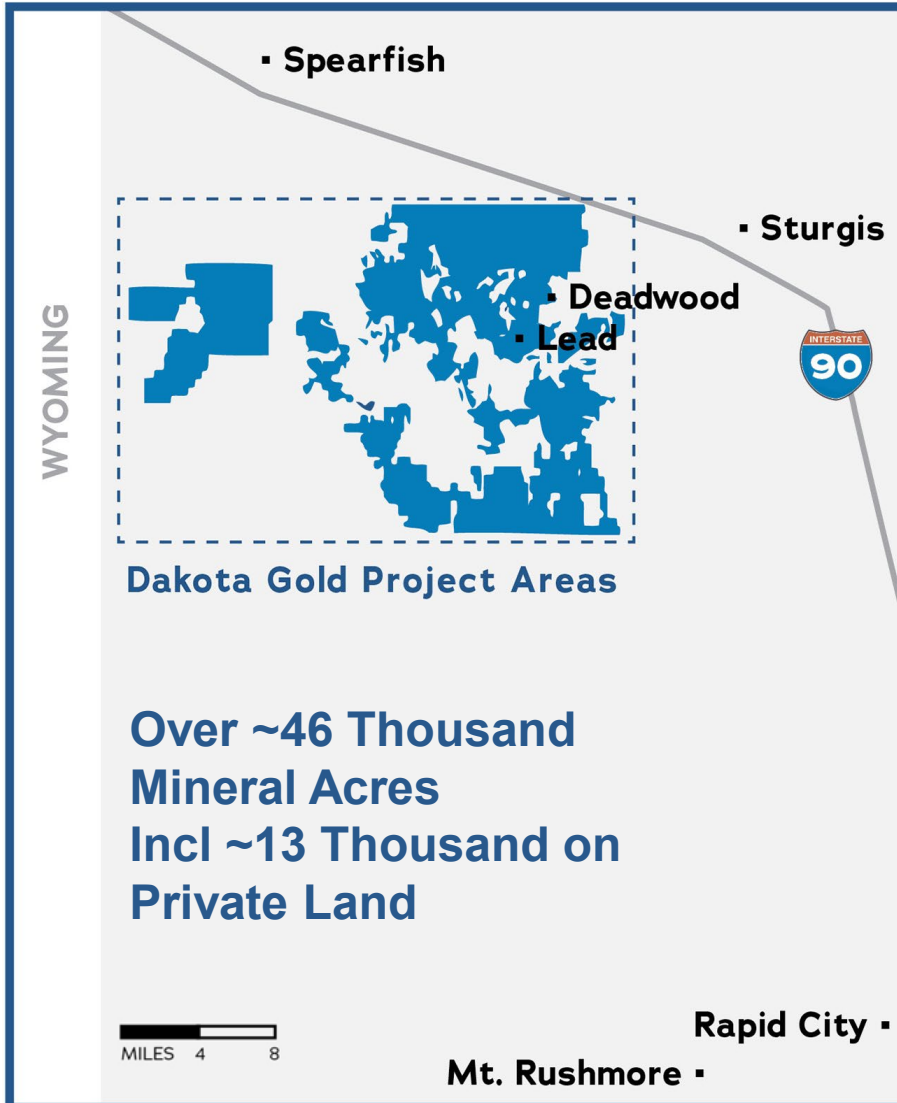 Spearfish
Sturgis
Deadwood
Lead
WYOMING
INTERSTATE
90
Dakota Gold Project Areas
Over ~46 Thousand
Mineral Acres
Incl ~13 Thousand on
Private Land
MILES 4 8
Rapid City
Mt. Rushmore